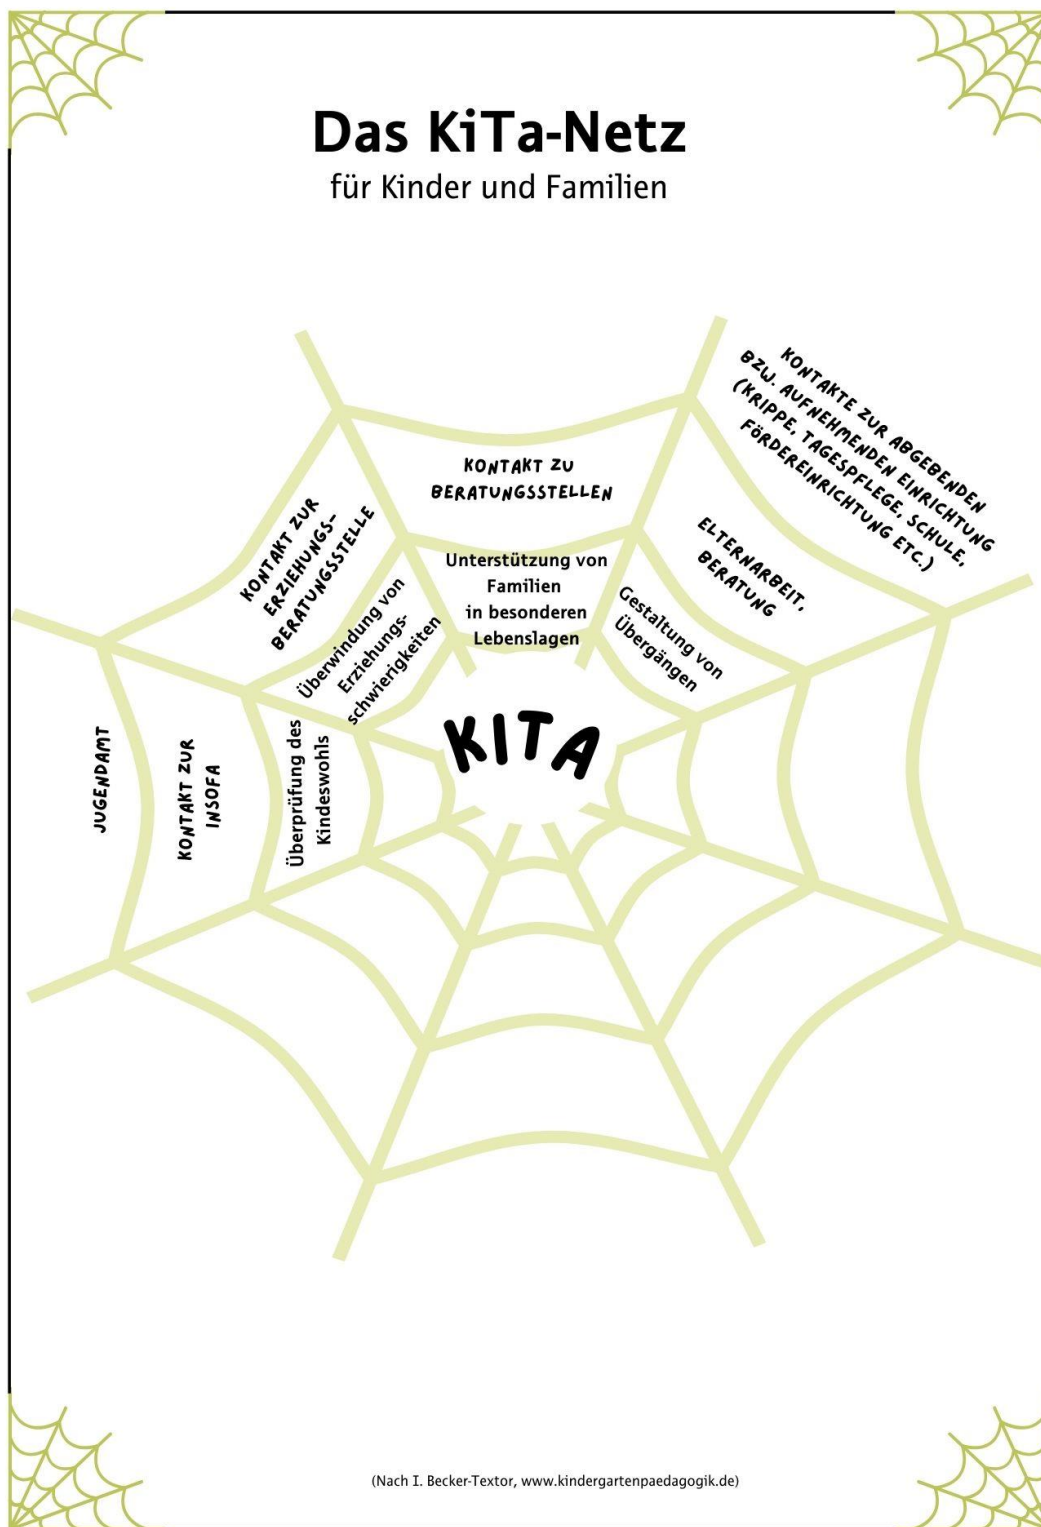 Das KiTa-Netz
für Kinder und Familien
KONTAKTE ZUR ABGEBENDEN
BZW. AUFNEHMENDEN EINRICHTUNG
(KRIPPE, TAGESPFLEGE, SCHULE,
FÖRDEREINRICHTUNG ETC.)
KONTAKT ZU
BERATUNGSSTELLEN
KONTAKT ZUR
ERZIEHUNGS-
BERATUNGSSTELLE
ELTERNARBEIT,
BERATUNG
Unterstützung von
Familien
in besonderen
Lebenslagen
Überwindung von
Erziehungs-
schwierigkeiten
Gestaltung von
Übergängen
JUGENDAMT
KONTAKT ZUR
INSOFA
Überprüfung des
Kindeswohls
KITA
(Nach I. Becker-Textor, www.kindergartenpaedagogik.de)